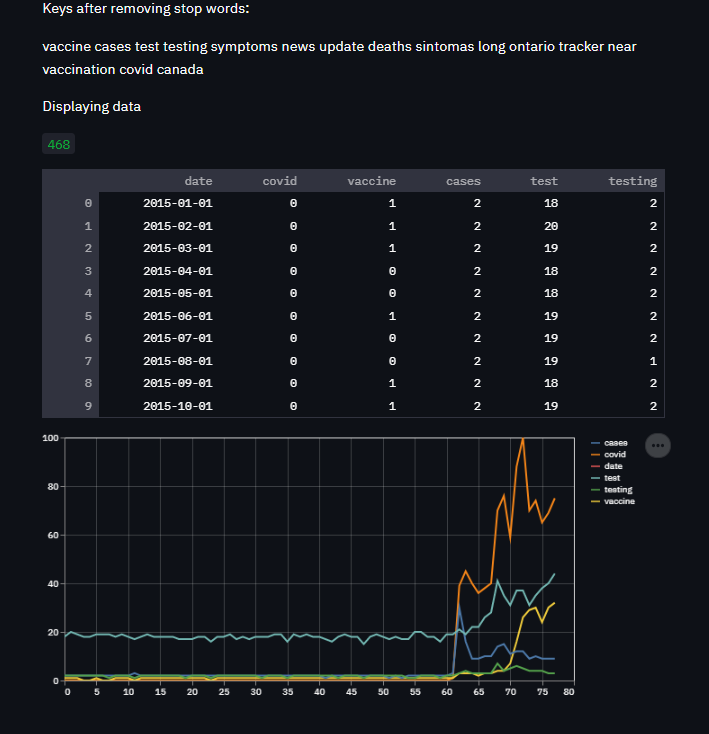 Keys after removing stop words:
vaccine cases test testing symptoms news update deaths sintomas long ontario tracker near
vaccination covid canada
Displaying data
468
date covid vaccine cases test testing
0 2015-01-01 0 1 2 18 2
1 2015-02-01 0 1 2 20 2
2 2015-03-01 0 1 2 19 2
3 2015-04-01 0 0 2 18 2
4 2015-05-01 0 0 2 18 2
5 2015-06-01 0 1 2 19 2
6 2015-07-01 0 0 2 19 2
7 2015-08-01 0 0 2 19 1
8 2015-09-01 0 1 2 18 2
9 2015-10-01 0 1 2 19 2
100
80
60
40
20
0
0 5 10 15 20 25 30 35 40 45 50 55 60 65 70 75 80
cases
covid
date
test
testing
vaccine